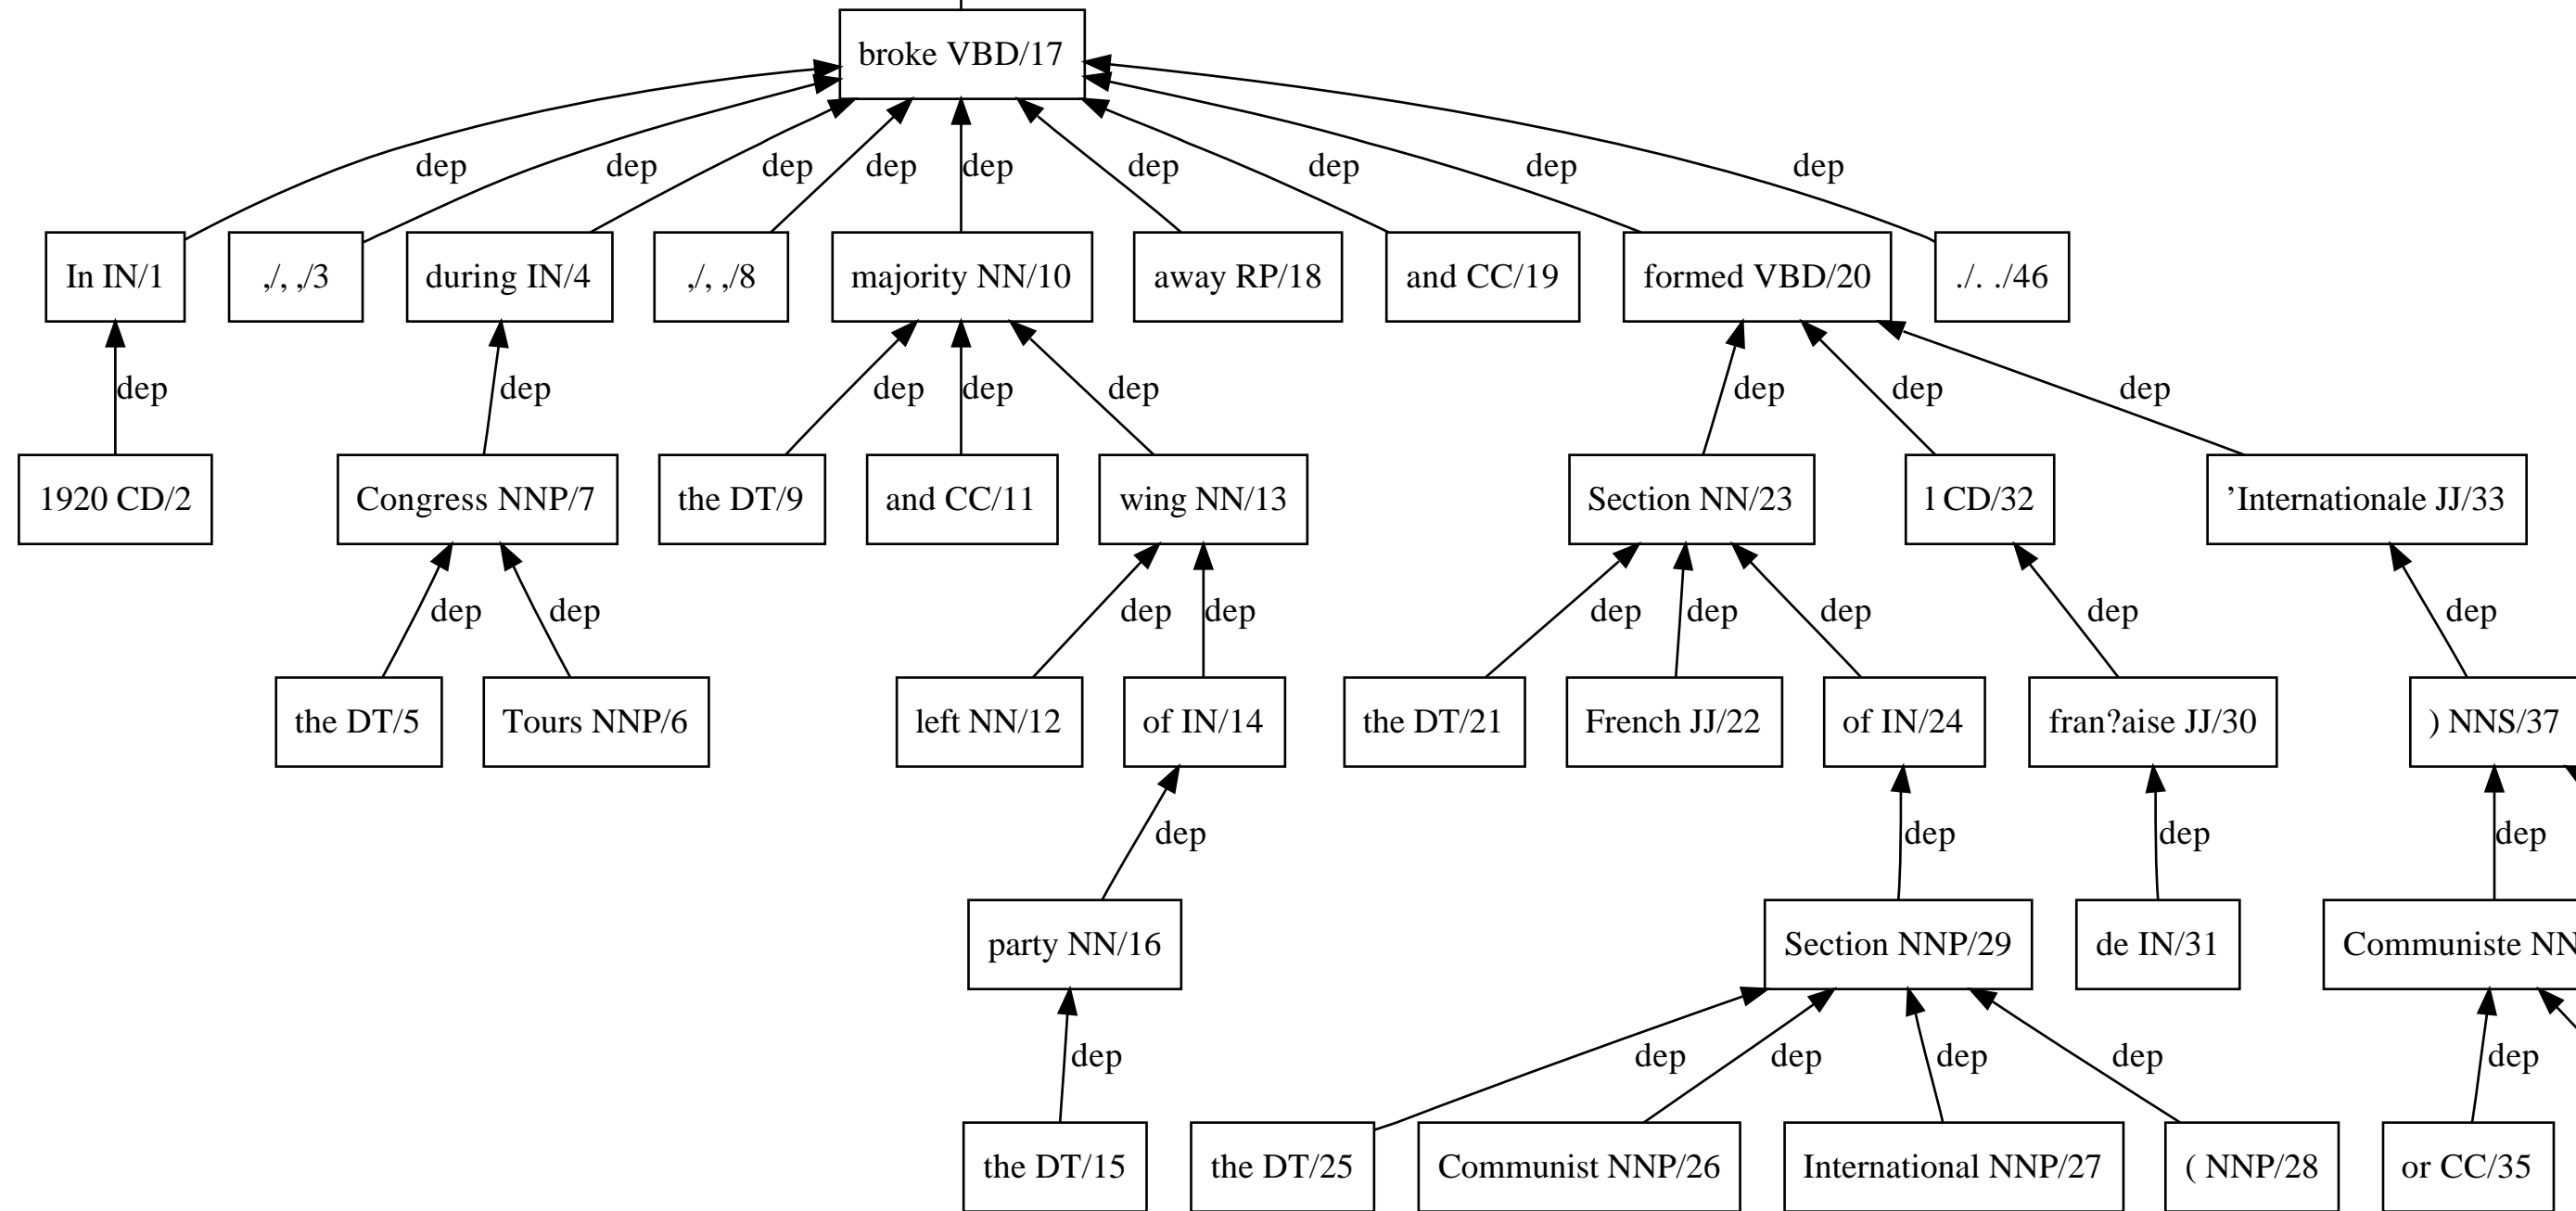 broke VBD/17
dep dep dep dep dep dep dep dep dep
In IN/1 ,/, ,/3 during IN/4 ,/, ,/8 majority NN/10 away RP/18 and CC/19 formed VBD/20 ./. ./46
dep dep dep dep dep dep dep dep
1920 CD/2 Congress NNP/7 the DT/9 and CC/11 wing NN/13 Section NN/23 l CD/32 ’Internationale JJ/33
dep dep dep dep dep dep dep dep dep
the DT/5 Tours NNP/6 left NN/12 of IN/14 the DT/21 French JJ/22 of IN/24 fran?aise JJ/30 ) NNS/37
dep dep dep dep
party NN/16 Section NNP/29 de IN/31 Communiste NN
dep dep dep dep dep dep
the DT/15 the DT/25 Communist NNP/26 International NNP/27 ( NNP/28 or CC/35